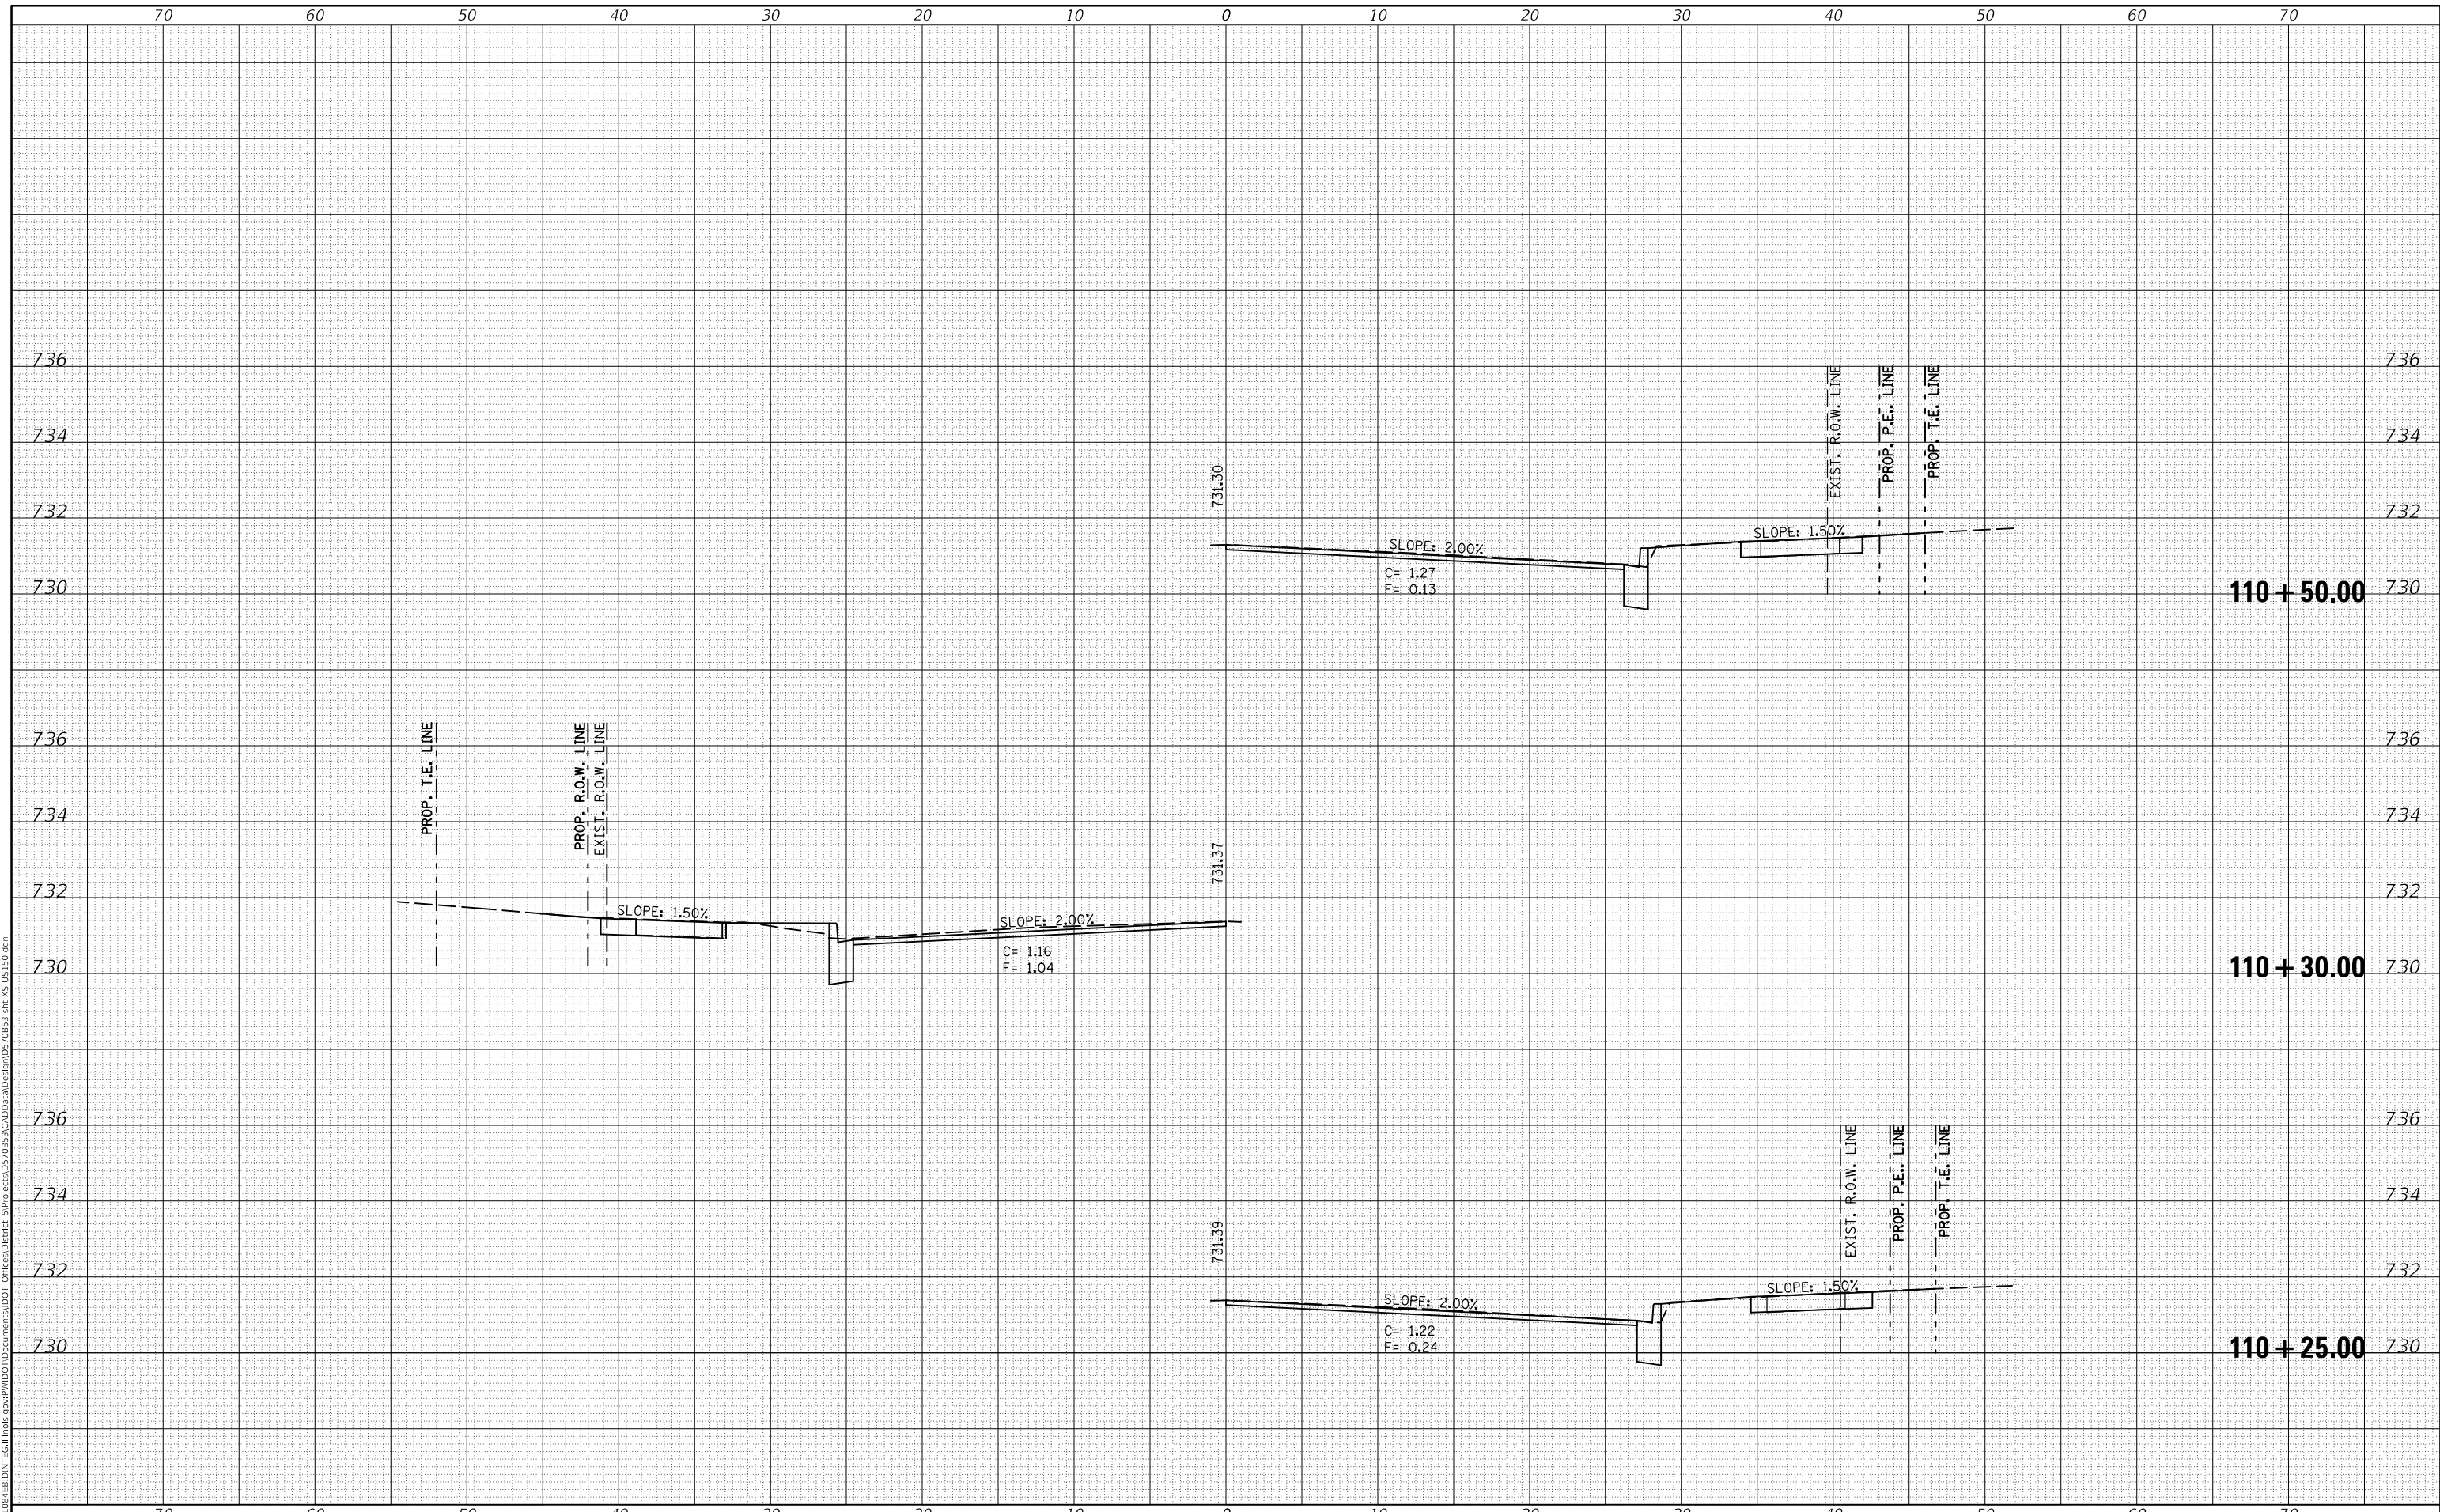 70 60 50 40 30 20 10 0 10 20 30 40 50 60 70
736 736
EXIST. R.O.W. LINE
PROP. P.E.. LINE
PROP. T.E. LINE
734 734
731.30
732 732
SLOPE: 2.00%
SLOPE: 1.50%
C= 1.27
F= 0.13
730 110+50.00 730
PROP. T.E. LINE
PROP. R.O.W. LINE
EXIST. R.O.W. LINE
736 736
734 734
731.37
732 732
SLOPE: 1.50%
SLOPE: 2.00%
C= 1.16
F= 1.04
730 110+30.00 730
736 736
EXIST. R.O.W. LINE
PROP. P.E.. LINE
PROP. T.E. LINE
734 734
731.39
732 732
SLOPE: 2.00%
SLOPE: 1.50%
C= 1.22
F= 0.24
730 110+25.00 730
70 60 50 40 30 20 10 0 10 20 30 40 50 60 70